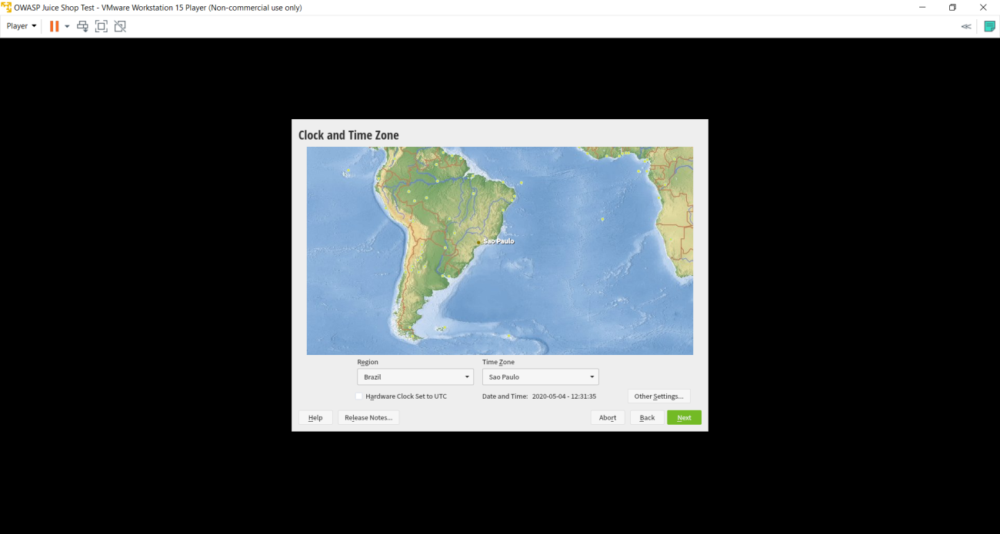 OWASP Juice Shop Test - VMware Workstation 15 Player (Non-commercial use only)
Player
Clock and Time Zone
Sao Paulo
Region Time Zone
Brazil Sao Paulo
Hardware Clock Set to UTC Date and Time: 2020-05-04 - 12:31:35 Other Settings...
Help Release Notes... Abort Back Next